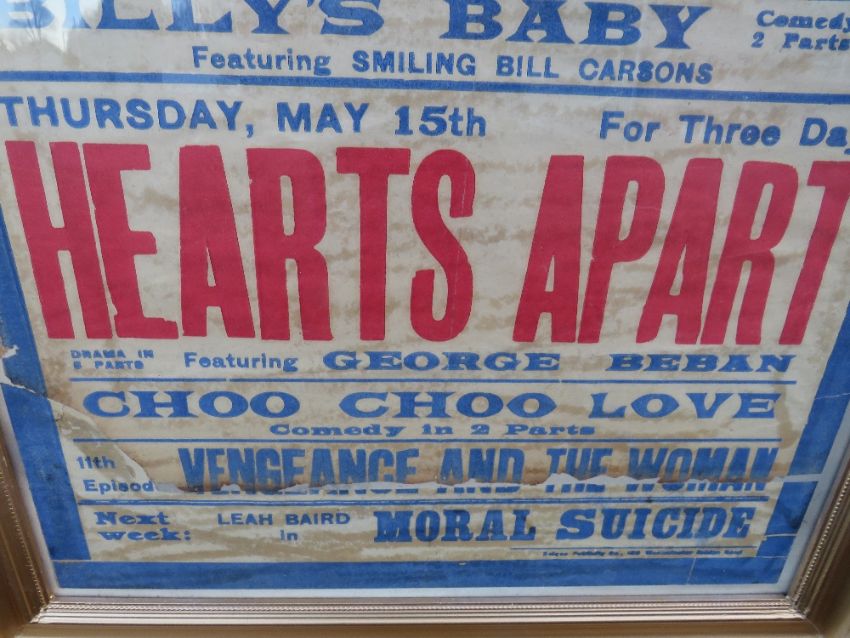 BILLY'S BABY Comedy 2 Parts
Featuring SMILING BILL CARSONS
THURSDAY, MAY 15th For Three Da
HEARTS APART
DRAMA IN 5 PARTS Featuring GEORGE BEBAN
CHOO CHOO LOVE
Comedy in 2 Parts
11th Episode VENGEANCE AND THE WOMAN
Next week: LEAH BAIRD in MORAL SUICIDE